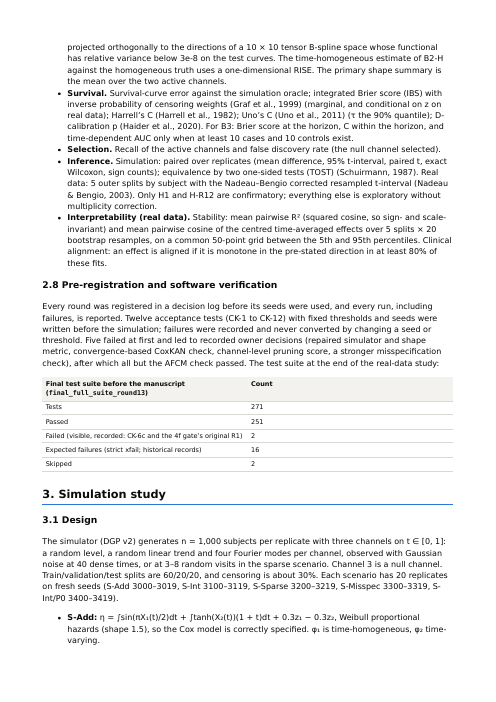 projected orthogonally to the directions of a 10 × 10 tensor B-spline space whose functional
has relative variance below 3e-8 on the test curves. The time-homogeneous estimate of B2-H
against the homogeneous truth uses a one-dimensional RISE. The primary shape summary is
the mean over the two active channels.
• Survival. Survival-curve error against the simulation oracle; integrated Brier score (IBS) with
inverse probability of censoring weights (Graf et al., 1999) (marginal, and conditional on z on
real data); Harrell's C (Harrell et al., 1982); Uno's C (Uno et al., 2011) (τ the 90% quantile); D-
calibration p (Haider et al., 2020). For B3: Brier score at the horizon, C within the horizon, and
time-dependent AUC only when at least 10 cases and 10 controls exist.
• Selection. Recall of the active channels and false discovery rate (the null channel selected).
• Inference. Simulation: paired over replicates (mean difference, 95% t-interval, paired t, exact
Wilcoxon, sign counts); equivalence by two one-sided tests (TOST) (Schuirmann, 1987). Real
data: 5 outer splits by subject with the Nadeau–Bengio corrected resampled t-interval (Nadeau
& Bengio, 2003). Only H1 and H-R12 are confirmatory; everything else is exploratory without
multiplicity correction.
• Interpretability (real data). Stability: mean pairwise R² (squared cosine, so sign- and scale-
invariant) and mean pairwise cosine of the centred time-averaged effects over 5 splits × 20
bootstrap resamples, on a common 50-point grid between the 5th and 95th percentiles. Clinical
alignment: an effect is aligned if it is monotone in the pre-stated direction in at least 80% of
these fits.
2.8 Pre-registration and software verification
Every round was registered in a decision log before its seeds were used, and every run, including
failures, is reported. Twelve acceptance tests (CK-1 to CK-12) with fixed thresholds and seeds were
written before the simulation; failures were recorded and never converted by changing a seed or
threshold. Five failed at first and led to recorded owner decisions (repaired simulator and shape
metric, convergence-based CoxKAN check, channel-level pruning score, a stronger misspecification
check), after which all but the AFCM check passed. The test suite at the end of the real-data study:
Final test suite before the manuscript Count
(final_full_suite_round13)
Tests 271
Passed 251
Failed (visible, recorded: CK-6c and the 4f gate's original R1) 2
Expected failures (strict xfail; historical records) 16
Skipped 2
3. Simulation study
3.1 Design
The simulator (DGP v2) generates n = 1,000 subjects per replicate with three channels on t ∈ [0, 1]:
a random level, a random linear trend and four Fourier modes per channel, observed with Gaussian
noise at 40 dense times, or at 3–8 random visits in the sparse scenario. Channel 3 is a null channel.
Train/validation/test splits are 60/20/20, and censoring is about 30%. Each scenario has 20 replicates
on fresh seeds (S-Add 3000–3019, S-Int 3100–3119, S-Sparse 3200–3219, S-Misspec 3300–3319, S-
Int/P0 3400–3419).
• S-Add: η = ∫sin(πX₁(t)/2)dt + ∫tanh(X₂(t))(1 + t)dt + 0.3z₁ − 0.3z₂, Weibull proportional
hazards (shape 1.5), so the Cox model is correctly specified. φ₁ is time-homogeneous, φ₂ time-
varying.